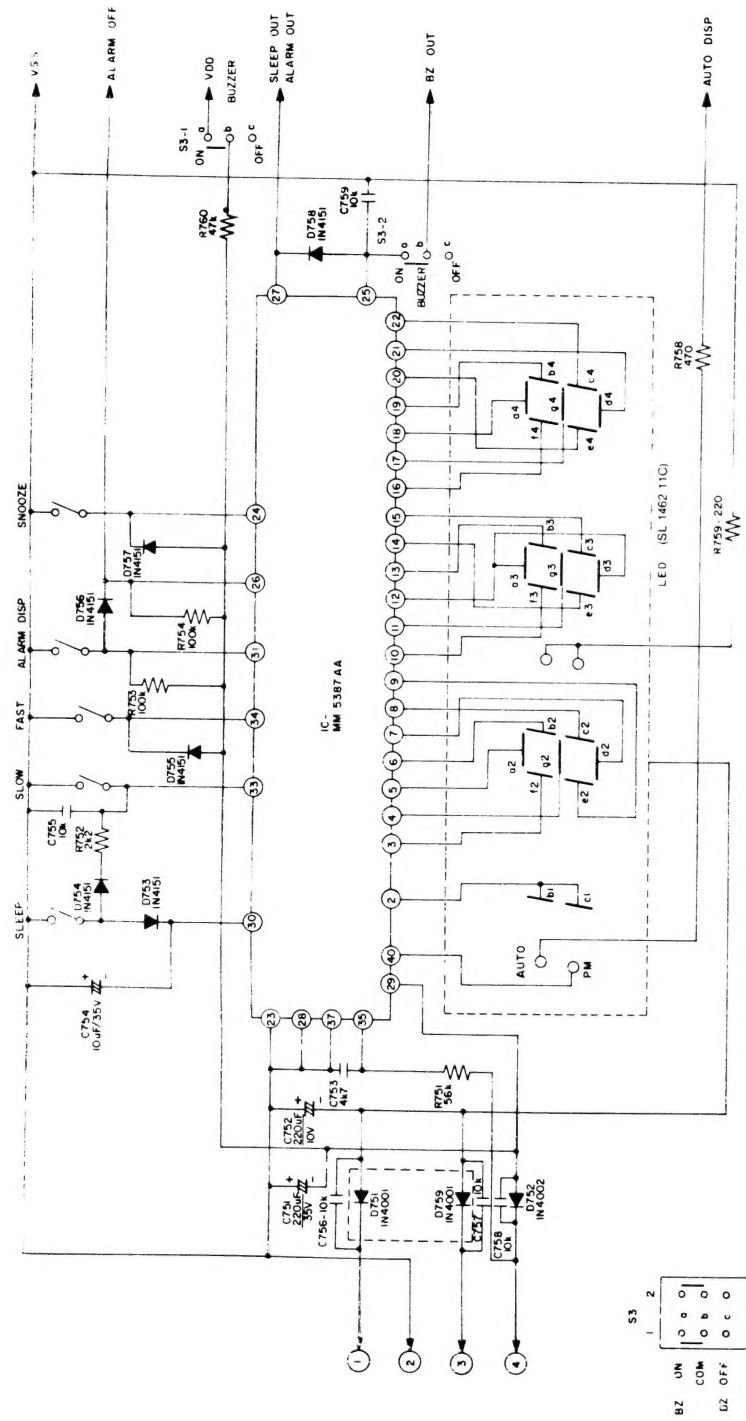 VSS
ALARM OFF
VDD
BUZZER
S3-1
ON
a
b
c
OFF
SLEEP OUT
ALARM OUT
BZ OUT
AUTO DISP
R760
47k
C759
10k
D758
1N4151
S3-2
ON
a
BUZZER
b
OFF
c
SNOOZE
ALARM DISP
FAST
SLOW
SLEEP
D757
1N4151
D756
1N4151
R754
100k
R753
100k
D755
1N4151
C755
10k
R752
2k2
D754
1N4151
D753
1N4151
C754
10uF/35V
+
-
27
25
24
26
31
34
33
30
23
28
37
35
IC-
MM 5387 AA
22
21
20
19
18
17
16
15
14
13
12
11
10
9
8
7
6
5
4
3
2
40
29
a4
b4
c4
d4
e4
f4
g4
a3
b3
c3
d3
e3
f3
g3
a2
b2
c2
d2
e2
f2
g2
b1
c1
AUTO
PM
LED (SL 1462 11C)
R758
470
R759-220
C753
4k7
R751
56k
C752
220uF
10V
+
-
C751
220uF
35V
+
-
C756-10k
D751
1N4001
D759
1N4001
C757
10k
C758
10k
D752
1N4002
1
2
3
4
S3
1 2
BZ ON a
COM b
BZ OFF c